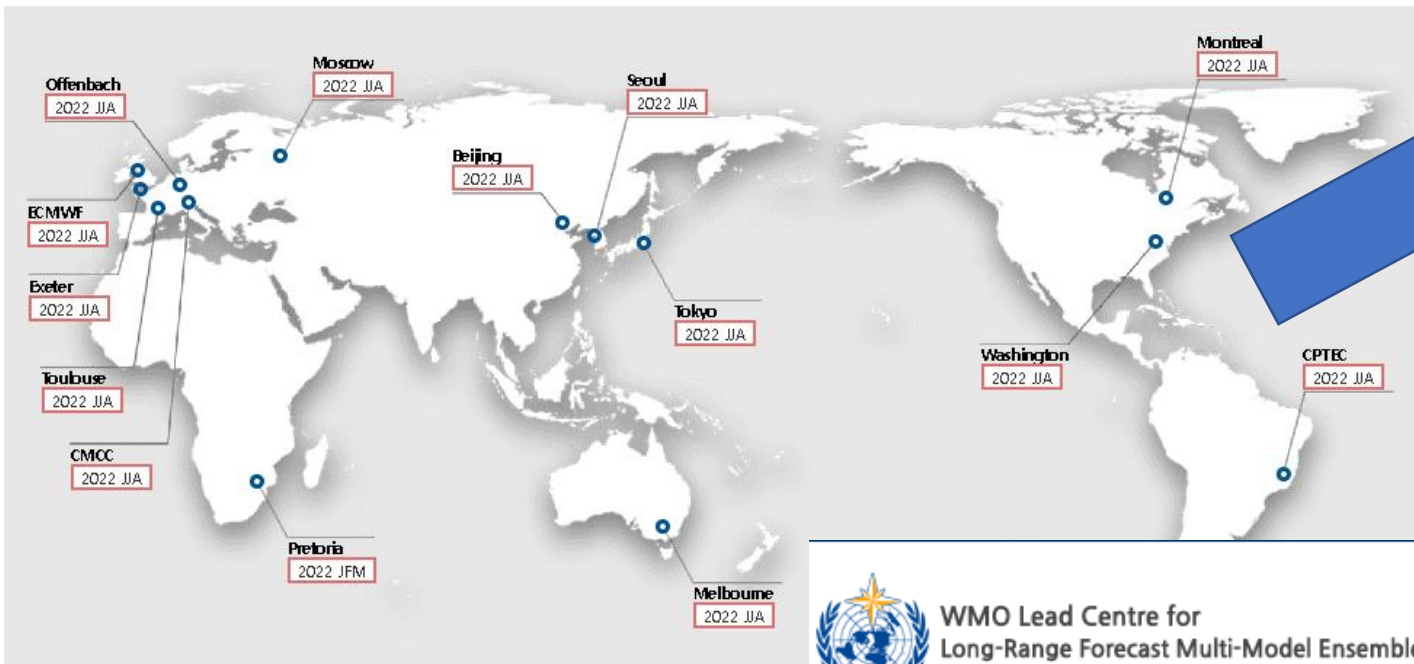 Offenbach
2022 JJA
Moscow
2022 JJA
Seoul
2022 JJA
Montreal
2022 JJA
Beijing
2022 JJA
ECMWF
2022 JJA
Exeter
2022 JJA
Tokyo
2022 JJA
Washington
2022 JJA
CPTEC
2022 JJA
Toulouse
2022 JJA
CMCC
2022 JJA
Pretoria
2022 JFM
Melbourne
2022 JJA
WMO Lead Centre for
Long-Range Forecast Multi-Model Ensemble